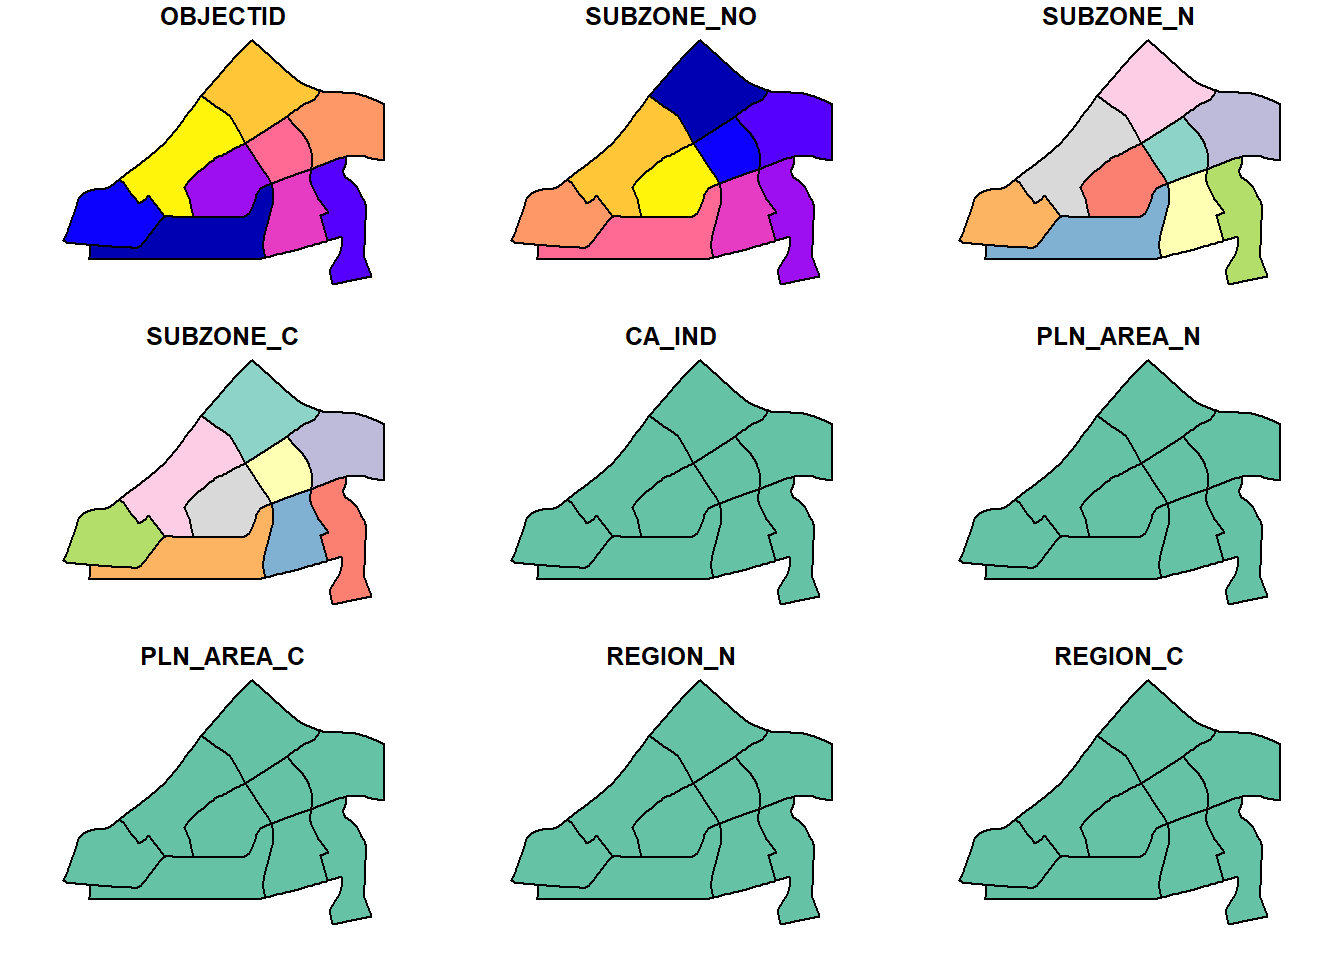 OBJECTID
SUBZONE_NO
SUBZONE_N
SUBZONE_C
CA_IND
PLN_AREA_N
PLN_AREA_C
REGION_N
REGION_C